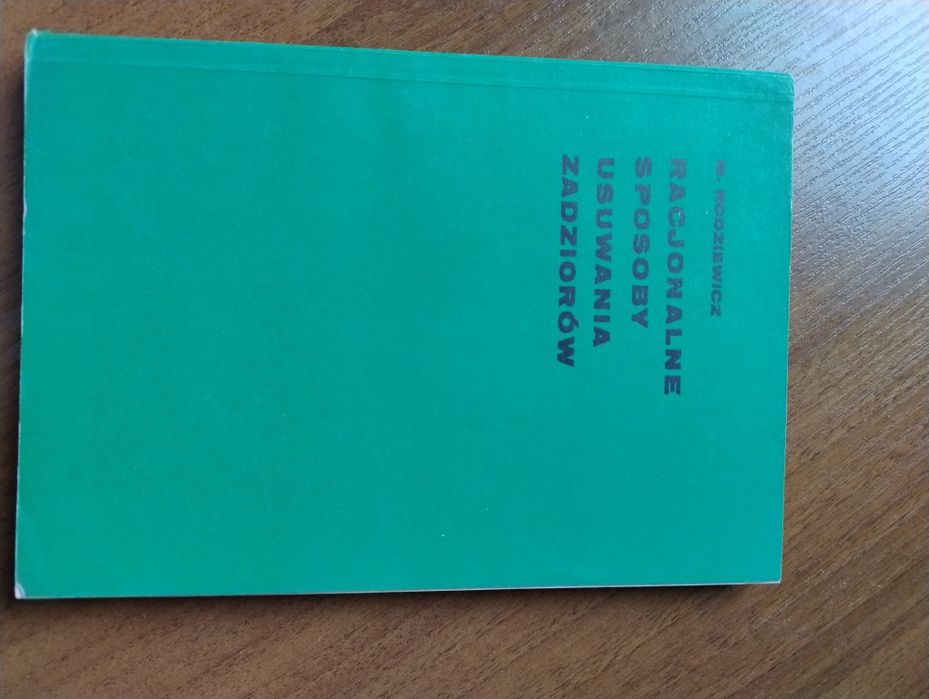 RODZIEWICZ
RACJONALNE
SPOSOBY
USUWANIA
ZADZIORÓW